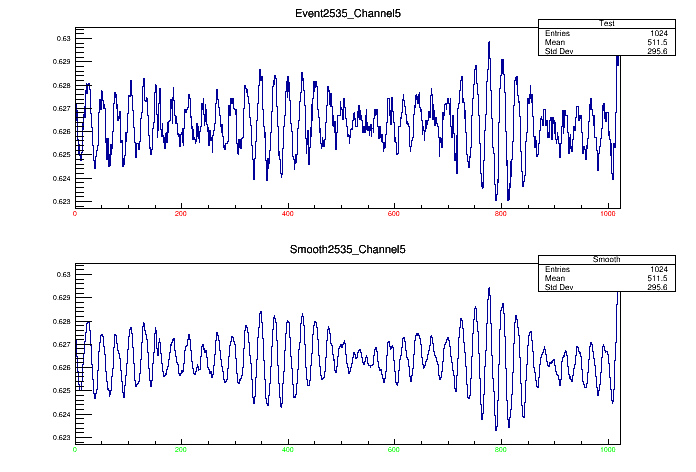 Event2535_Channel5
Test
Entries 1024
Mean 511.5
Std Dev 295.6
0.63
0.629
0.628
0.627
0.626
0.625
0.624
0.623
0 200 400 600 800 1000
Smooth2535_Channel5
Smooth
Entries 1024
Mean 511.5
Std Dev 295.6
0.63
0.629
0.628
0.627
0.626
0.625
0.624
0.623
0 200 400 600 800 1000